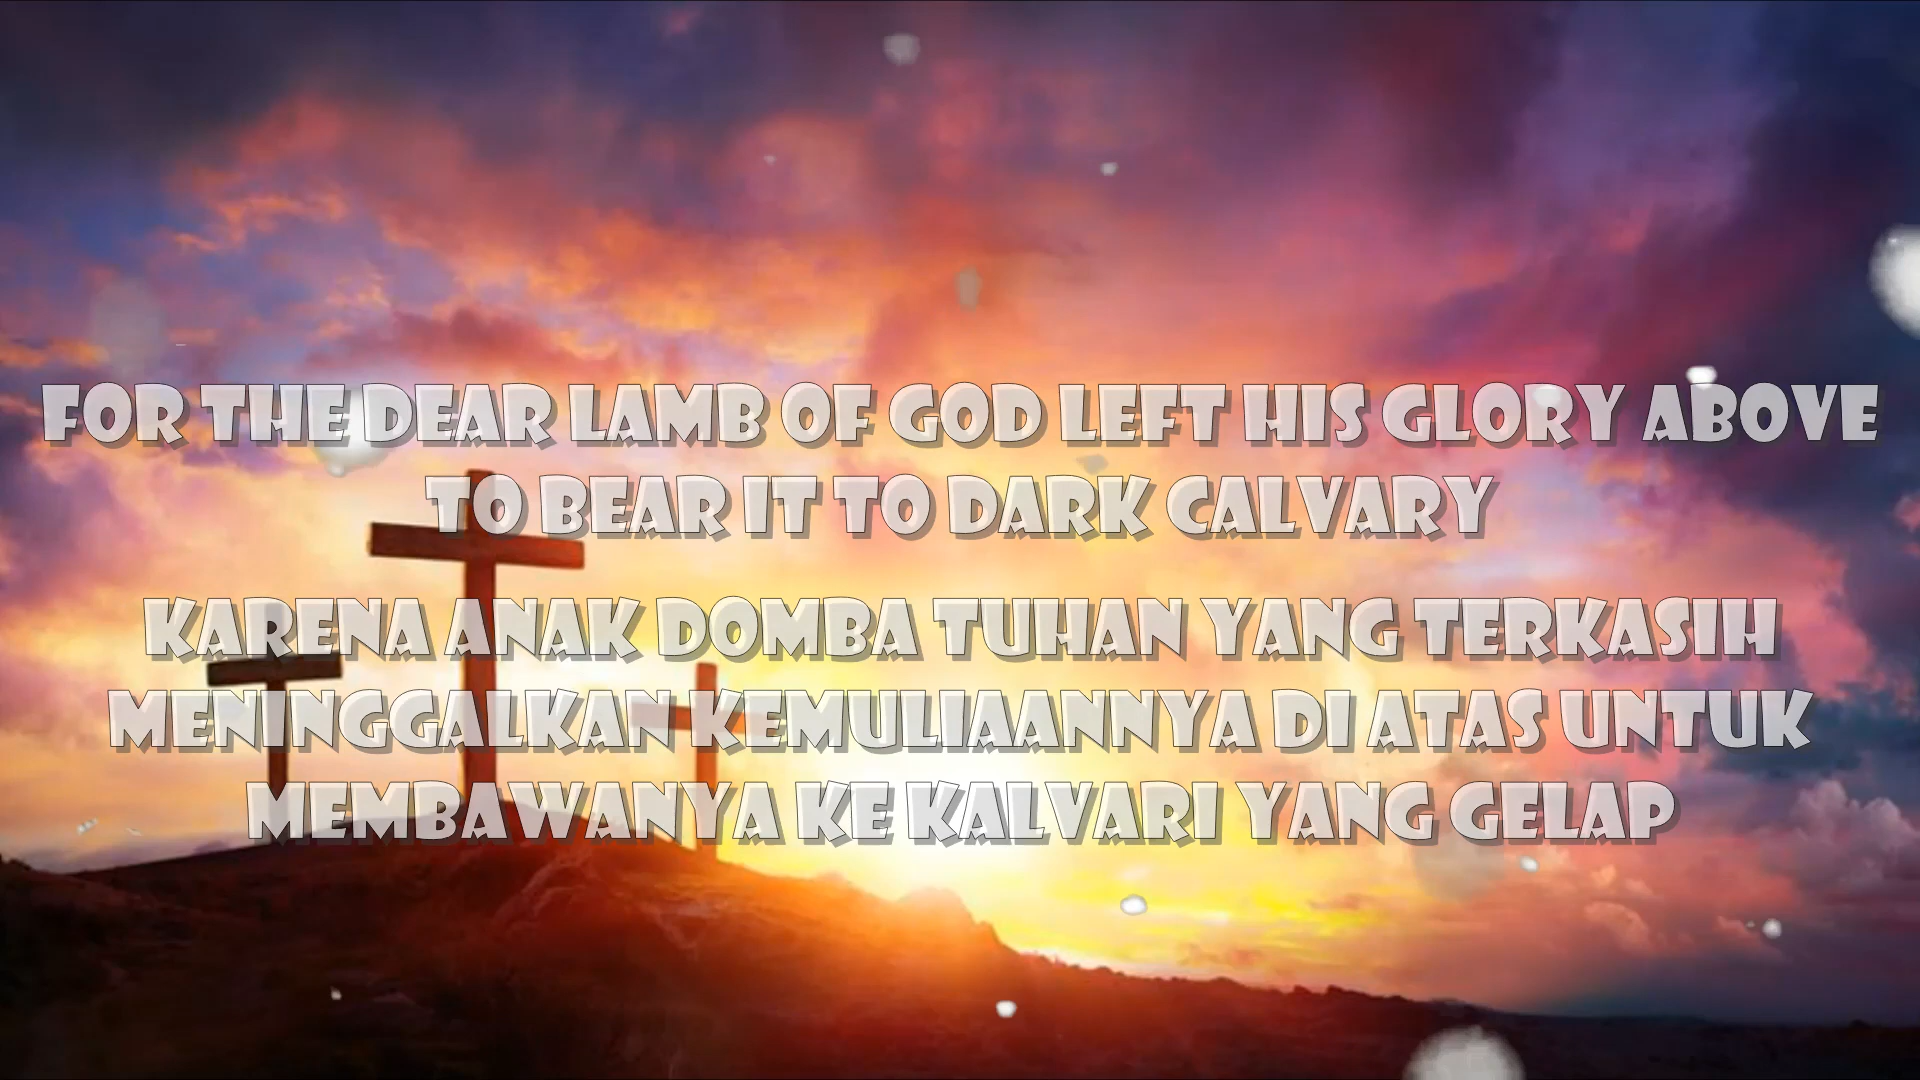 FOR THE DEAR LAMB OF GOD LEFT HIS GLORY ABOVE
TO BEAR IT TO DARK CALVARY
KARENA ANAK DOMBA TUHAN YANG TERKASIH
MENINGGALKAN KEMULIAANNYA DI ATAS UNTUK
MEMBAWANYA KE KALVARI YANG GELAP